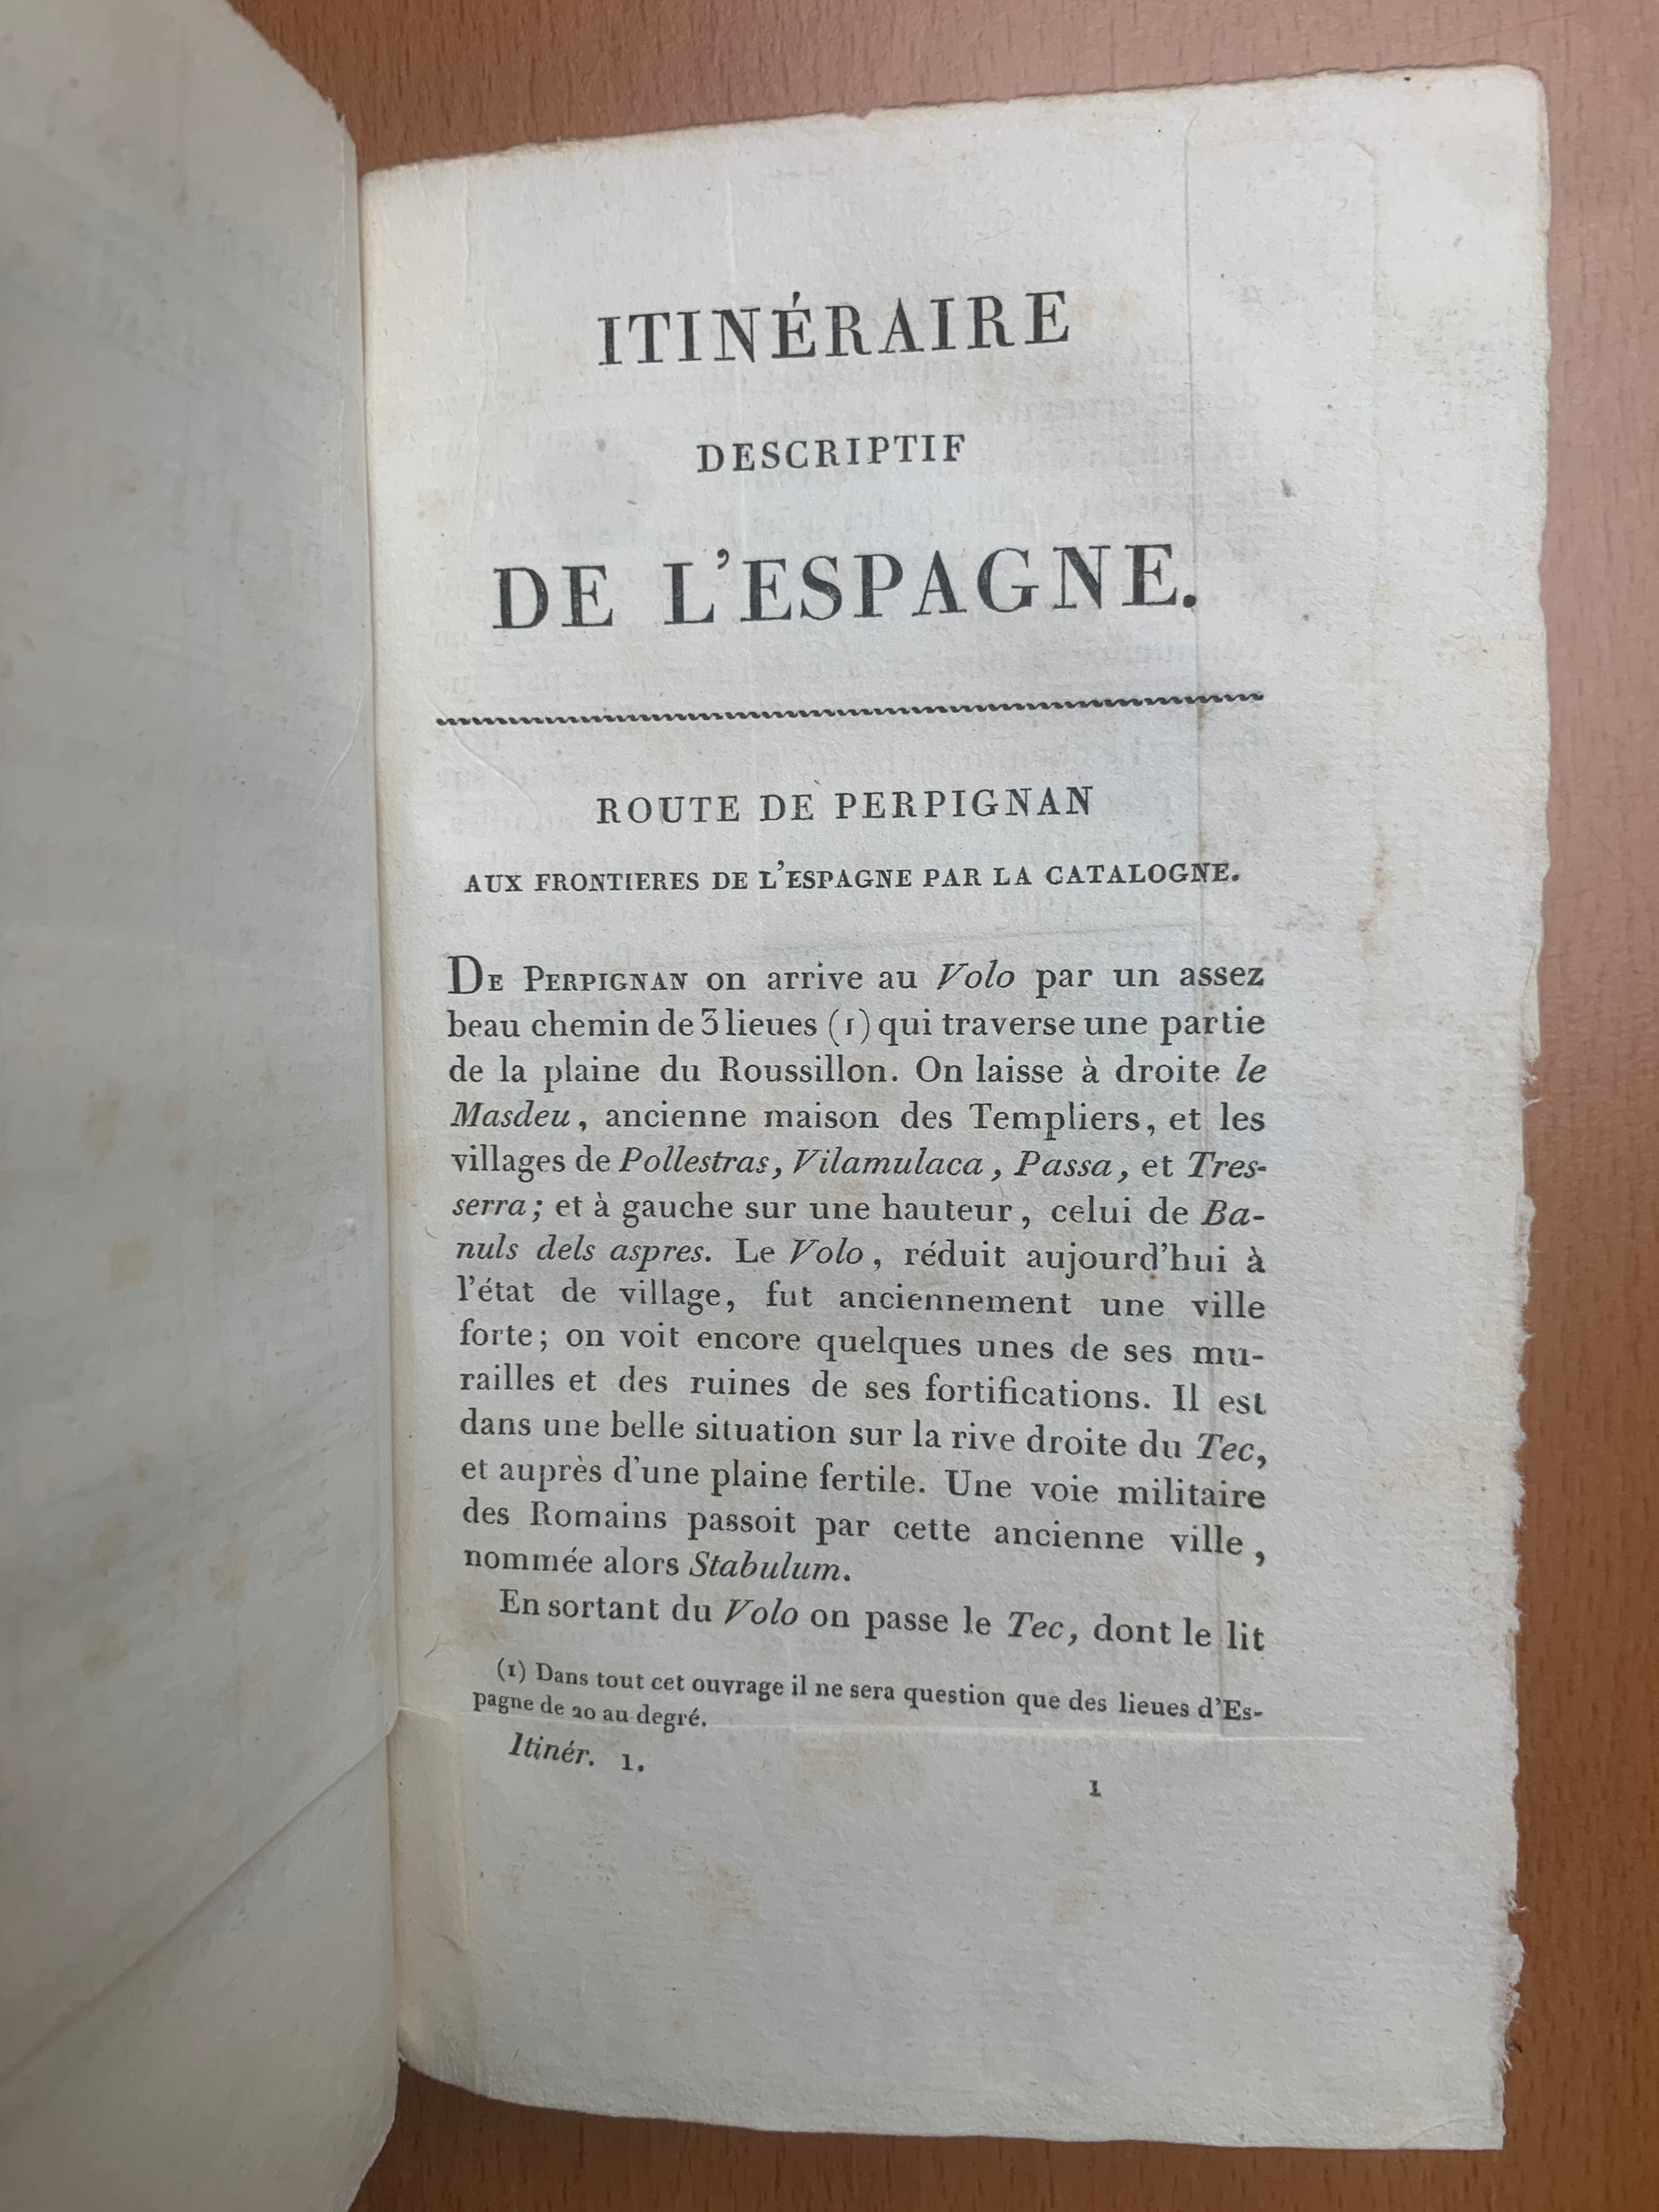 ITINÉRAIRE
DESCRIPTIF
DE L'ESPAGNE.
ROUTE DE PERPIGNAN
AUX FRONTIERES DE L'ESPAGNE PAR LA CATALOGNE.
De Perpignan on arrive au Volo par un assez
beau chemin de 3 lieues (1) qui traverse une partie
de la plaine du Roussillon. On laisse à droite le
Masdeu, ancienne maison des Templiers, et les
villages de Pollestras, Vilamulaca, Passa, et Tres-
serra; et à gauche sur une hauteur, celui de Ba-
nuls dels aspres. Le Volo, réduit aujourd'hui à
l'état de village, fut anciennement une ville
forte; on voit encore quelques unes de ses mu-
railles et des ruines de ses fortifications. Il est
dans une belle situation sur la rive droite du Tec,
et auprès d'une plaine fertile. Une voie militaire
des Romains passoit par cette ancienne ville,
nommée alors Stabulum.
En sortant du Volo on passe le Tec, dont le lit
(1) Dans tout cet ouvrage il ne sera question que des lieues d'Es-
pagne de 20 au degré.
Itinér. 1.
1